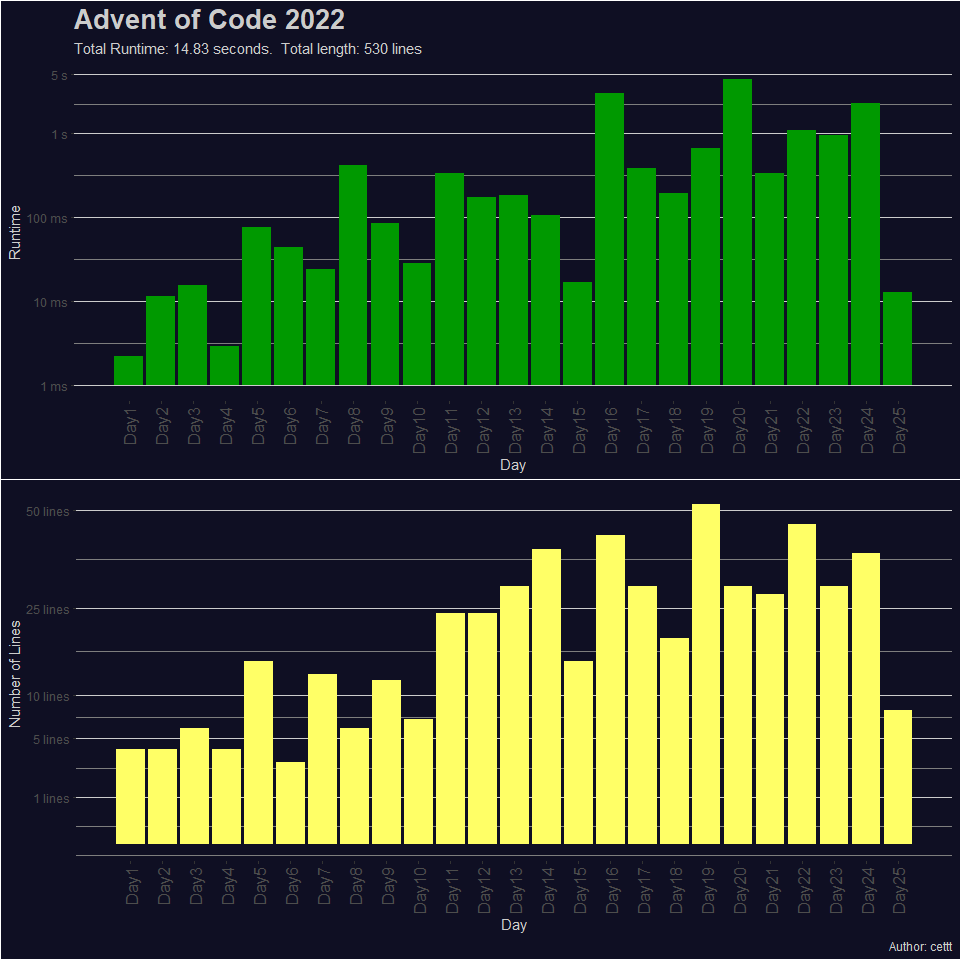 Advent of Code 2022
Total Runtime: 14.83 seconds.  Total length: 530 lines
5 s
1 s
100 ms
10 ms
1 ms
Runtime
Day1
Day2
Day3
Day4
Day5
Day6
Day7
Day8
Day9
Day10
Day11
Day12
Day13
Day14
Day15
Day16
Day17
Day18
Day19
Day20
Day21
Day22
Day23
Day24
Day25
Day
50 lines
25 lines
10 lines
5 lines
1 lines
Number of Lines
Day1
Day2
Day3
Day4
Day5
Day6
Day7
Day8
Day9
Day10
Day11
Day12
Day13
Day14
Day15
Day16
Day17
Day18
Day19
Day20
Day21
Day22
Day23
Day24
Day25
Day
Author: cettt